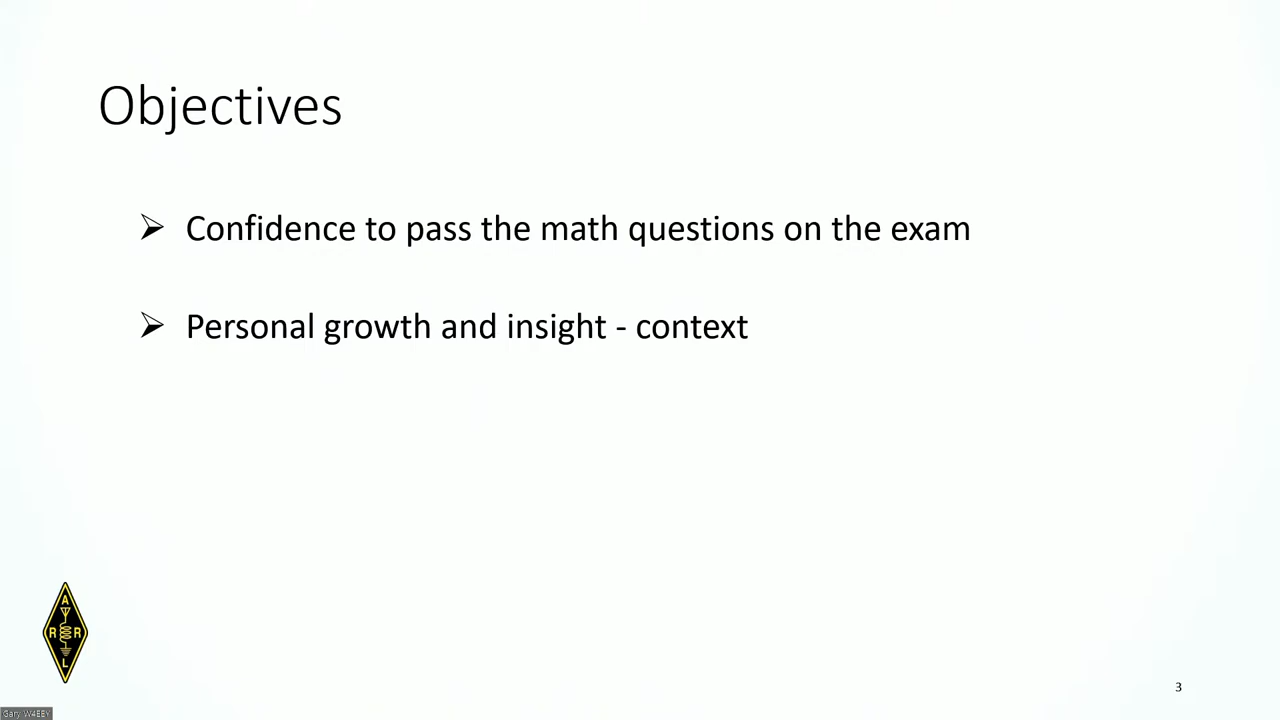 Objectives
➢ Confidence to pass the math questions on the exam
➢ Personal growth and insight - context
A
R R
L
3
Gary W4EEY